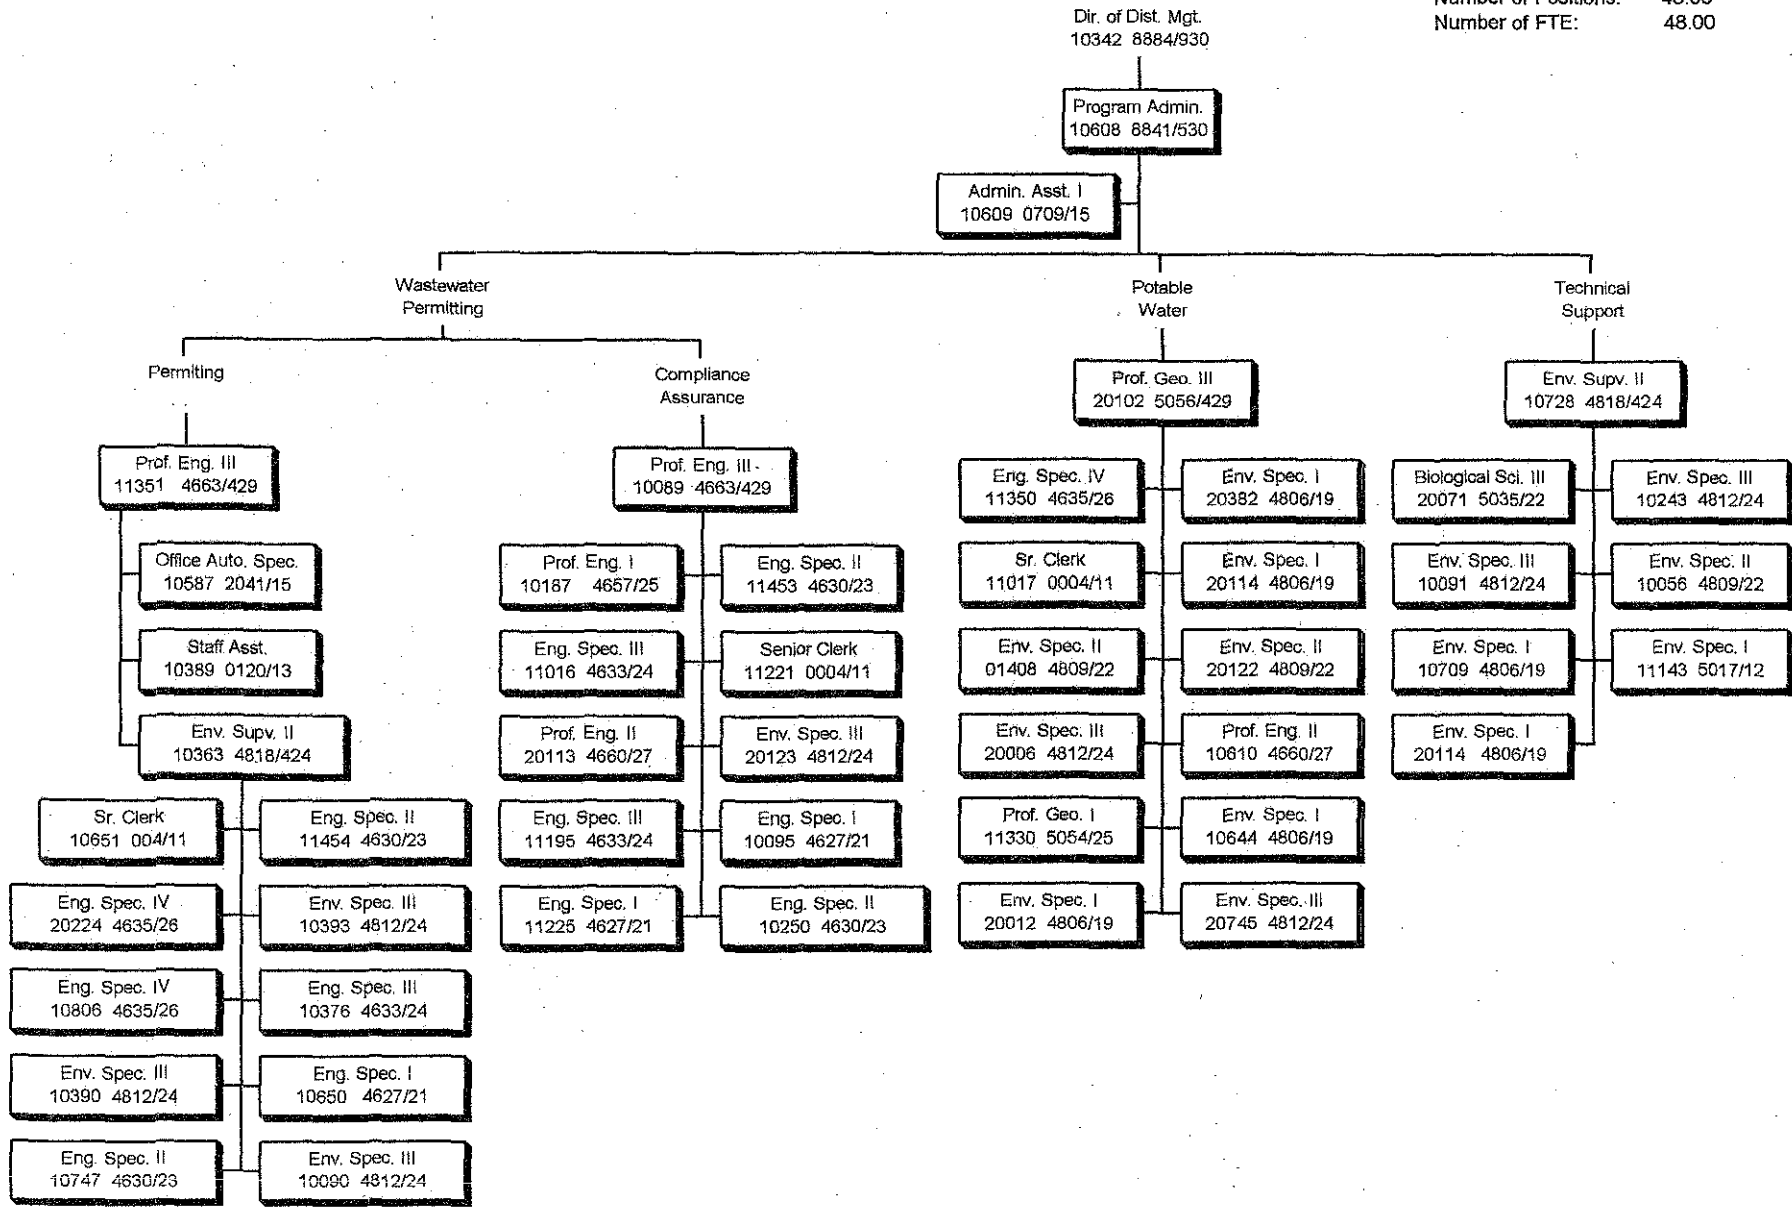 Number of Positions: 48.00
Number of FTE: 48.00
Dir. of Dist. Mgt.
10342 8884/930
Program Admin.
10608 8841/530
Admin. Asst. I
10609 0709/15
Wastewater
Permitting
Potable
Water
Technical
Support
Permiting
Compliance
Assurance
Prof. Eng. III
11351 4663/429
Office Auto. Spec.
10587 2041/15
Staff Asst.
10389 0120/13
Env. Supv. II
10363 4818/424
Sr. Clerk
10651 004/11
Eng. Spec. II
11454 4630/23
Eng. Spec. IV
20224 4635/26
Env. Spec. III
10393 4812/24
Eng. Spec. IV
10806 4635/26
Eng. Spec. III
10376 4633/24
Env. Spec. III
10390 4812/24
Eng. Spec. I
10650 4627/21
Eng. Spec. II
10747 4630/23
Env. Spec. III
10090 4812/24
Prof. Eng. III
10089 4663/429
Prof. Eng. I
10187 4657/25
Eng. Spec. II
11453 4630/23
Eng. Spec. III
11016 4633/24
Senior Clerk
11221 0004/11
Prof. Eng. II
20113 4660/27
Env. Spec. III
20123 4812/24
Eng. Spec. III
11195 4633/24
Eng. Spec. I
10095 4627/21
Eng. Spec. I
11225 4627/21
Eng. Spec. II
10250 4630/23
Prof. Geo. III
20102 5056/429
Eng. Spec. IV
11350 4635/26
Env. Spec. I
20382 4806/19
Sr. Clerk
11017 0004/11
Env. Spec. I
20114 4806/19
Env. Spec. II
01408 4809/22
Env. Spec. II
20122 4809/22
Env. Spec. III
20006 4812/24
Prof. Eng. II
10610 4660/27
Prof. Geo. I
11330 5054/25
Env. Spec. I
10644 4806/19
Env. Spec. I
20012 4806/19
Env. Spec. III
20745 4812/24
Env. Supv. II
10728 4818/424
Biological Sci. III
20071 5035/22
Env. Spec. III
10243 4812/24
Env. Spec. III
10091 4812/24
Env. Spec. II
10056 4809/22
Env. Spec. I
10709 4806/19
Env. Spec. I
11143 5017/12
Env. Spec. I
20114 4806/19